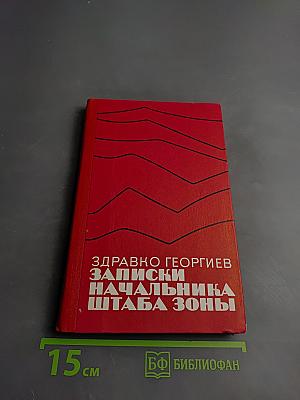 ЗДРАВКО ГЕОРГИЕВ
ЗАПИСКИ
НАЧАЛЬНИКА
ШТАБА ЗОНЫ
15 см
БФ БИБЛИОФАН